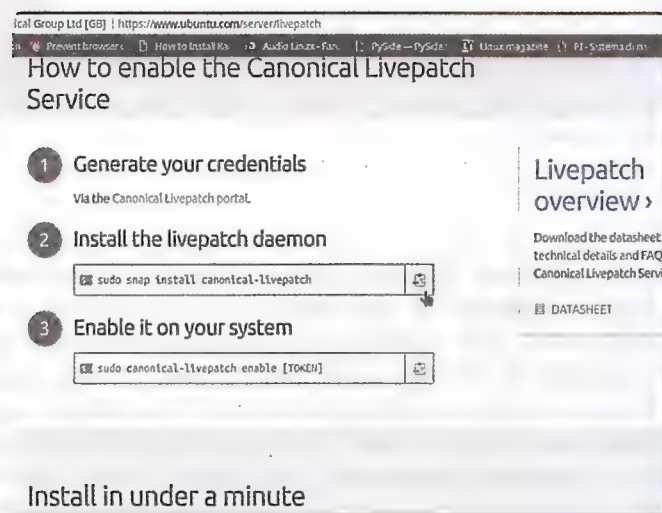 ical Group Ltd [GB] | https://www.ubuntu.com/server/livepatch
Prevent browser How to Install Ka Audio Linux - Fan PySide — PySide Linux magazine PI - Sistema di ns
How to enable the Canonical Livepatch
Service
1 Generate your credentials
Via the Canonical Livepatch portal.
2 Install the livepatch daemon
sudo snap install canonical-livepatch
3 Enable it on your system
sudo canonical-livepatch enable [TOKEN]
Livepatch
overview ›
Download the datasheet
technical details and FAQ
Canonical Livepatch Servi
DATASHEET
Install in under a minute